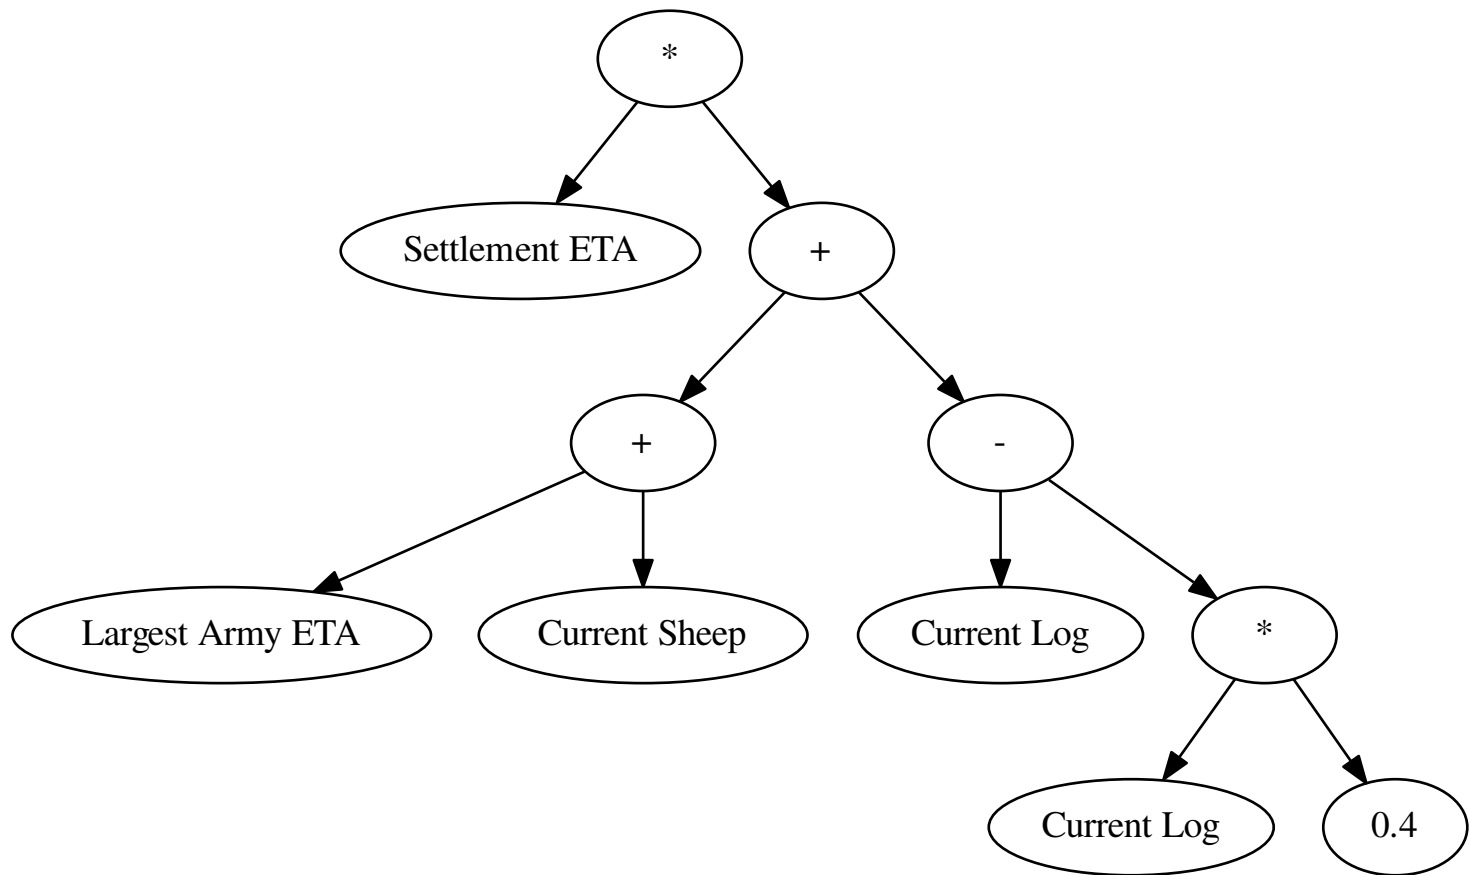 *
Settlement ETA
+
+
-
Largest Army ETA
Current Sheep
Current Log
*
Current Log
0.4